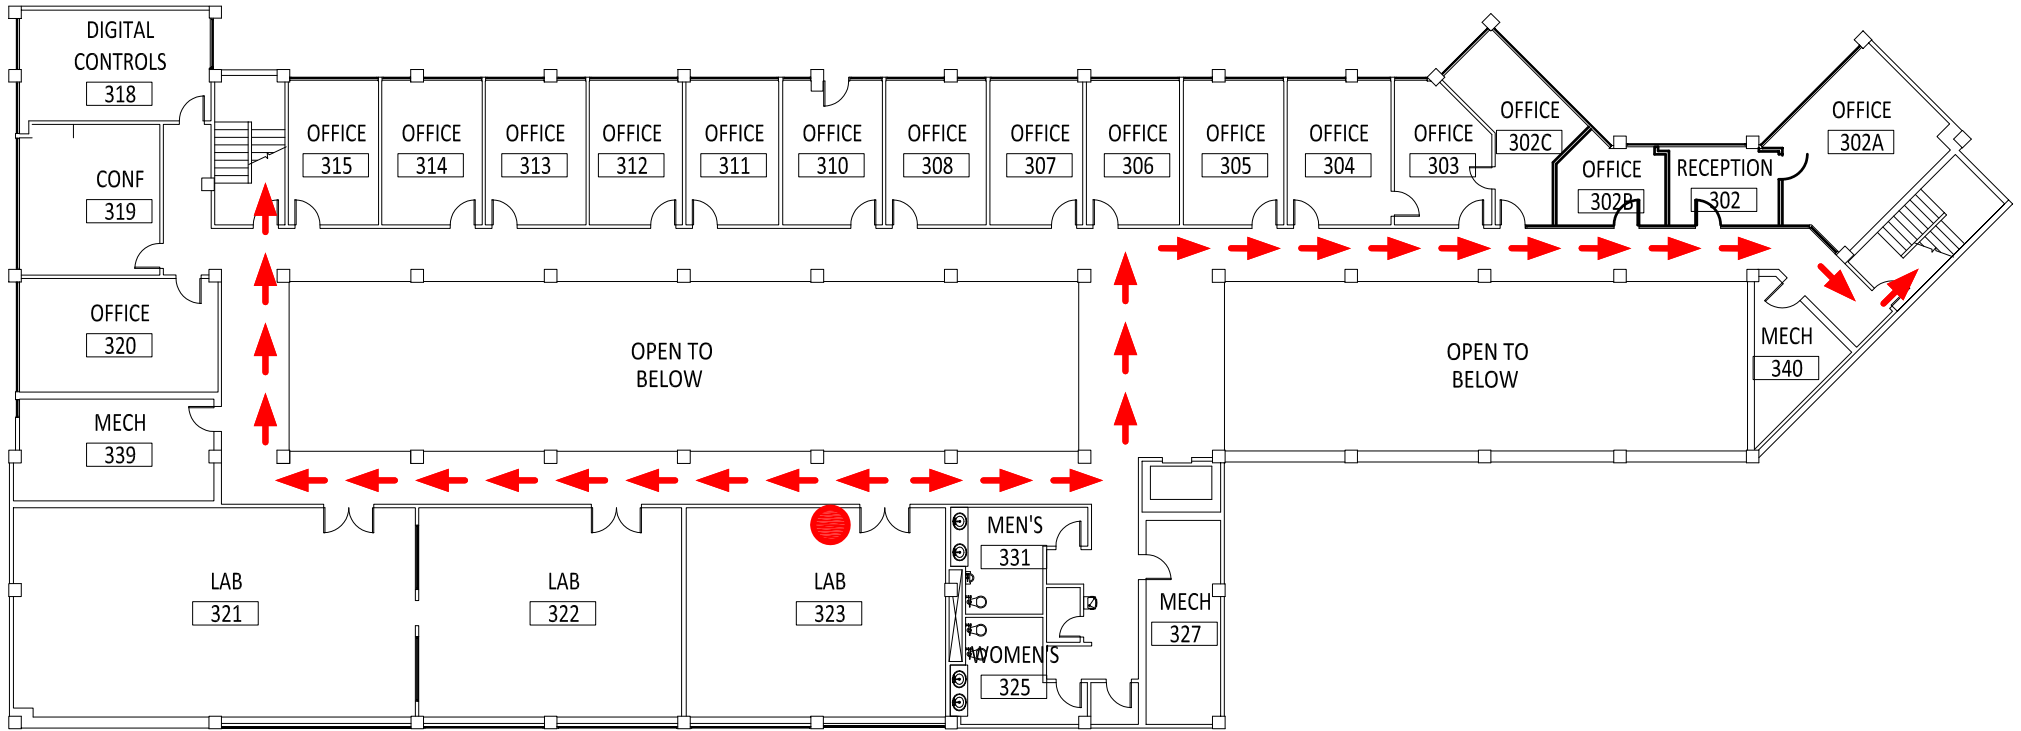 DIGITAL
CONTROLS
318
CONF
319
OFFICE
320
MECH
339
OFFICE
315
OFFICE
314
OFFICE
313
OFFICE
312
OFFICE
311
OFFICE
310
OFFICE
308
OFFICE
307
OFFICE
306
OFFICE
305
OFFICE
304
OFFICE
303
OFFICE
302C
OFFICE
302B
RECEPTION
302
OFFICE
302A
OPEN TO
BELOW
OPEN TO
BELOW
MECH
340
LAB
321
LAB
322
LAB
323
MEN'S
331
WOMEN'S
325
MECH
327